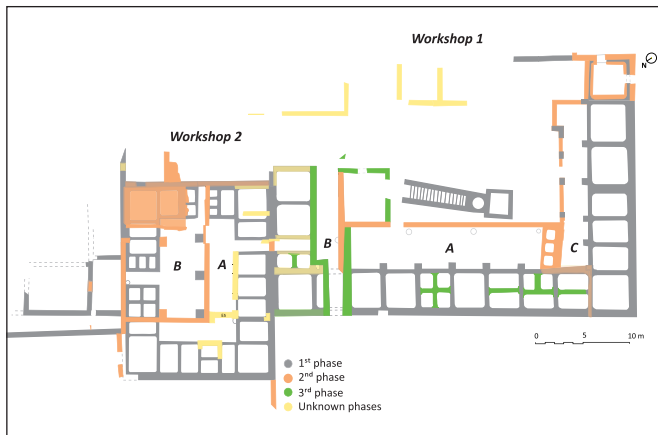 Workshop 1
N
Workshop 2
B
A
B
A
C
0
5
10 m
1st phase
2nd phase
3rd phase
Unknown phases